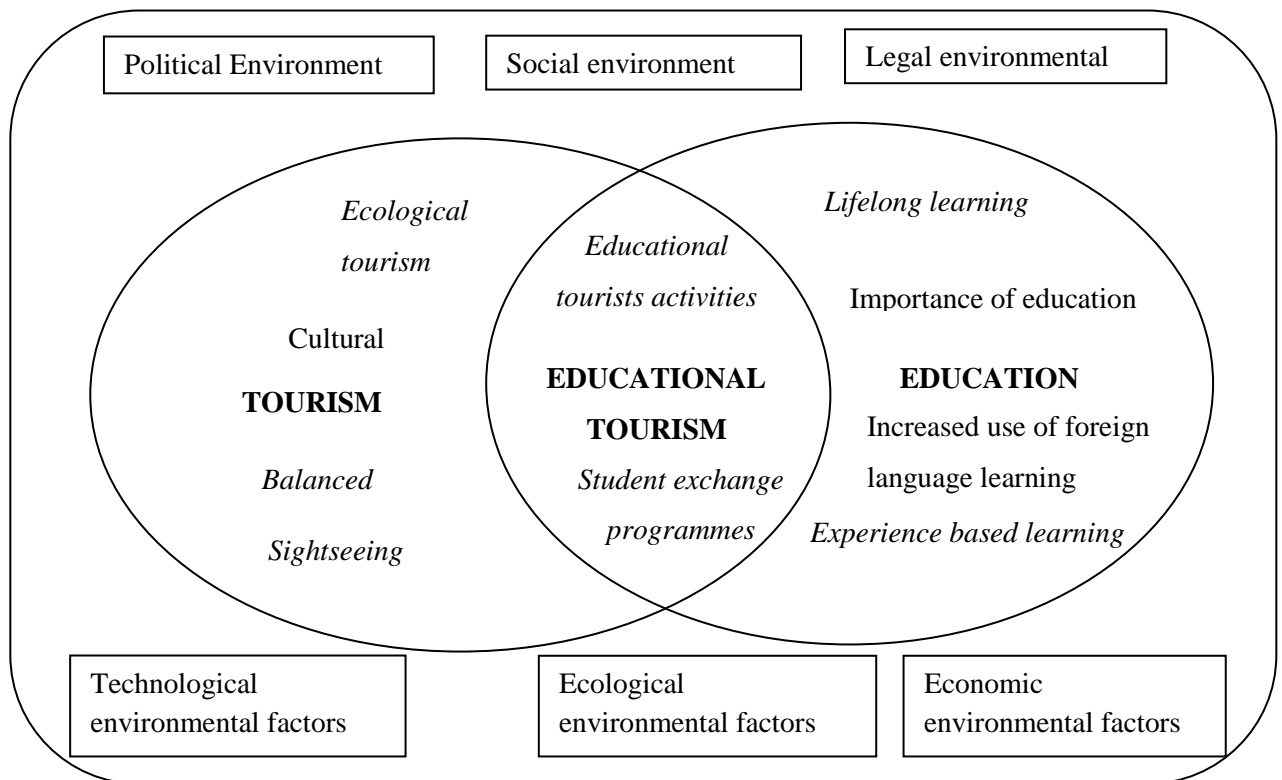 Political Environment
Social environment
Legal environmental
Ecological
tourism
Cultural
TOURISM
Balanced
Sightseeing
Educational
tourists activities
EDUCATIONAL
TOURISM
Student exchange
programmes
Lifelong learning
Importance of education
EDUCATION
Increased use of foreign
language learning
Experience based learning
Technological
environmental factors
Ecological
environmental factors
Economic
environmental factors